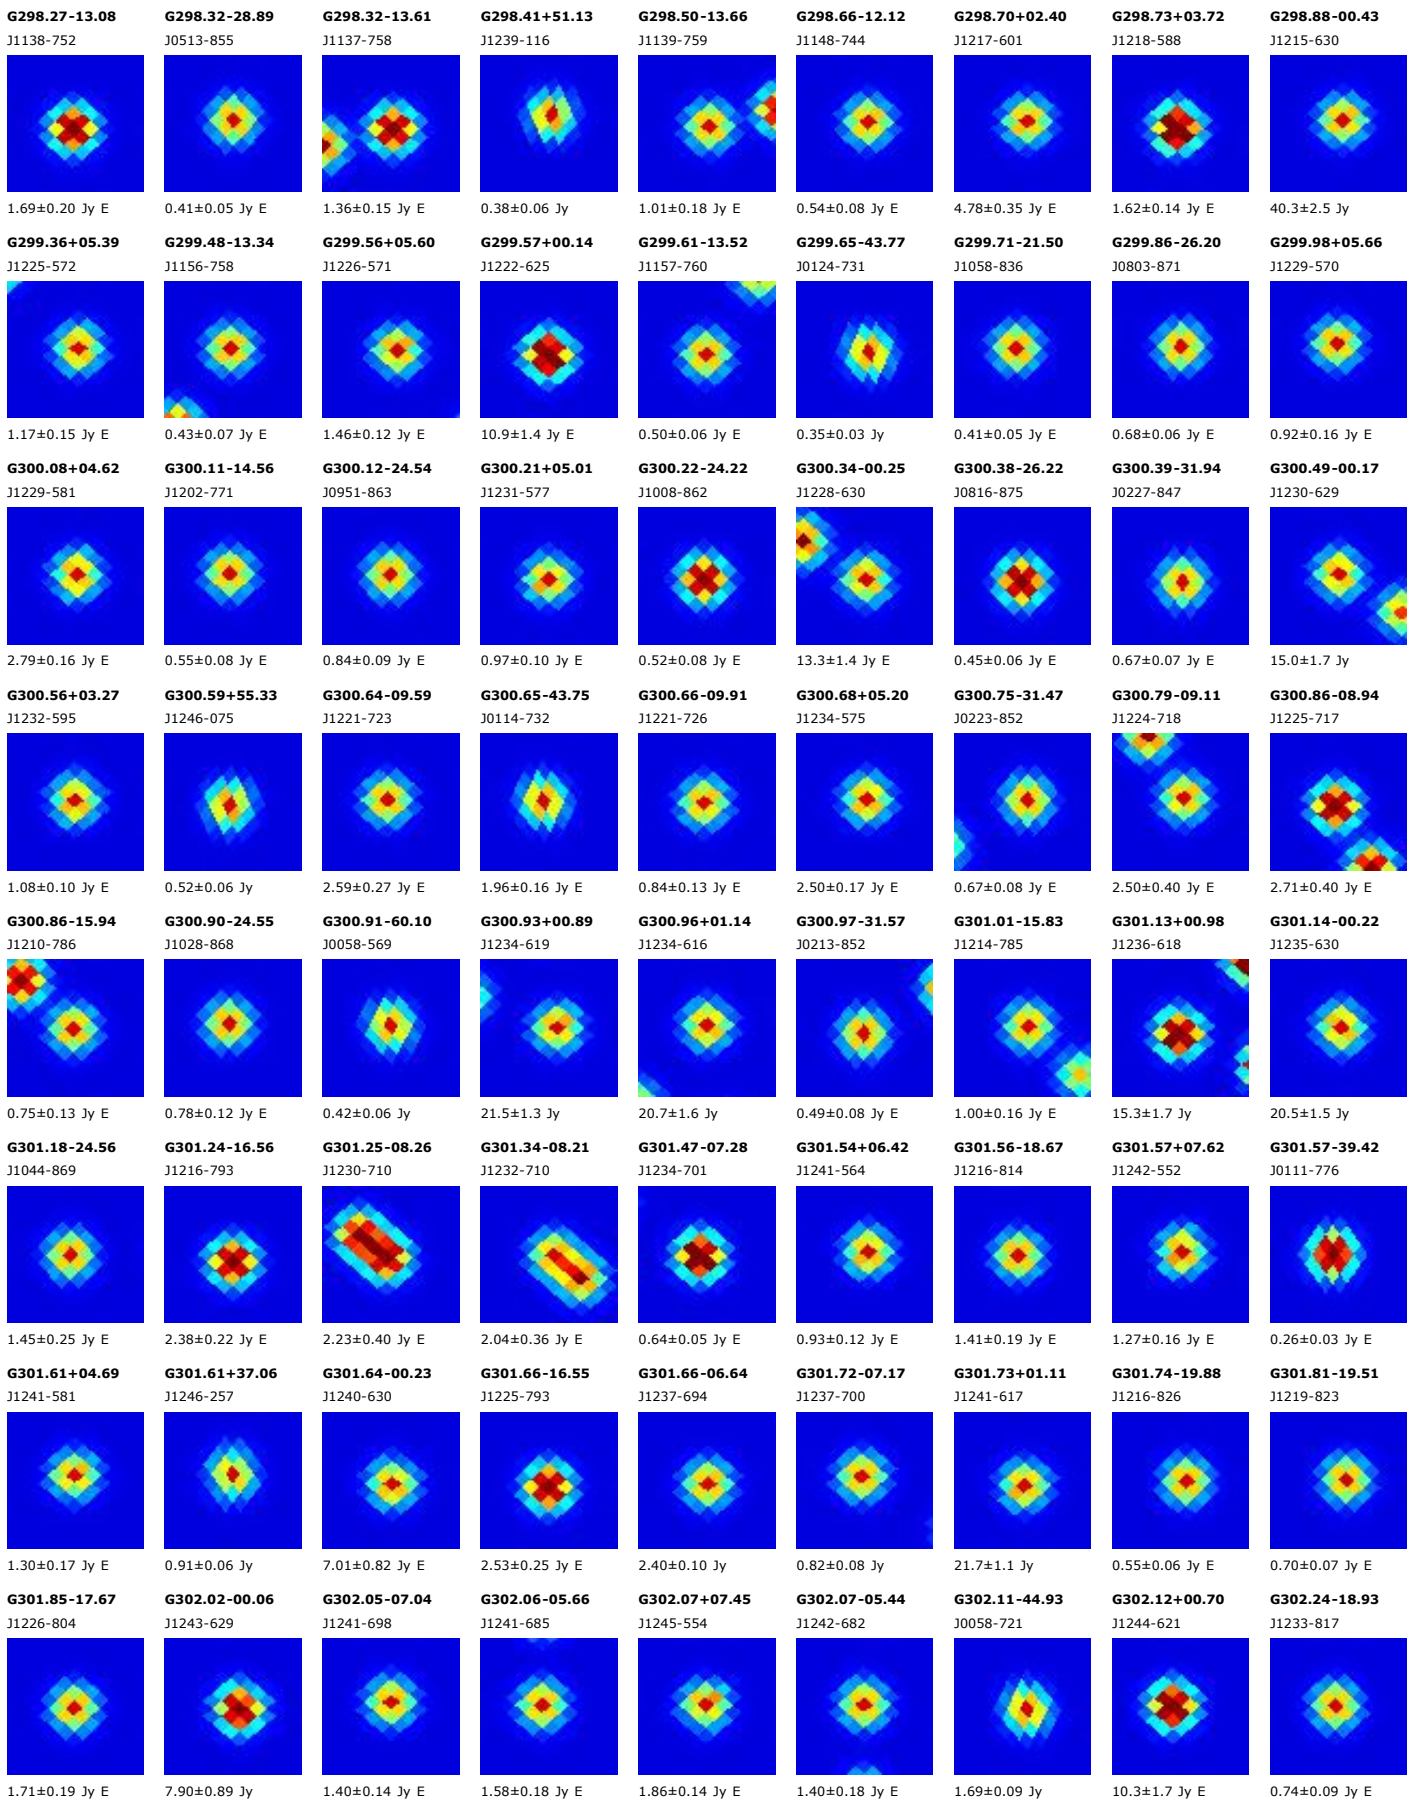 G298.27-13.08 G298.32-28.89 G298.32-13.61 G298.41+51.13 G298.50-13.66 G298.66-12.12 G298.70+02.40 G298.73+03.72 G298.88-00.43
J1138-752 J0513-855 J1137-758 J1239-116 J1139-759 J1148-744 J1217-601 J1218-588 J1215-630
1.69±0.20 Jy E 0.41±0.05 Jy E 1.36±0.15 Jy E 0.38±0.06 Jy 1.01±0.18 Jy E 0.54±0.08 Jy E 4.78±0.35 Jy E 1.62±0.14 Jy E 40.3±2.5 Jy
G299.36+05.39 G299.48-13.34 G299.56+05.60 G299.57+00.14 G299.61-13.52 G299.65-43.77 G299.71-21.50 G299.86-26.20 G299.98+05.66
J1225-572 J1156-758 J1226-571 J1222-625 J1157-760 J0124-731 J1058-836 J0803-871 J1229-570
1.17±0.15 Jy E 0.43±0.07 Jy E 1.46±0.12 Jy E 10.9±1.4 Jy E 0.50±0.06 Jy E 0.35±0.03 Jy 0.41±0.05 Jy E 0.68±0.06 Jy E 0.92±0.16 Jy E
G300.08+04.62 G300.11-14.56 G300.12-24.54 G300.21+05.01 G300.22-24.22 G300.34-00.25 G300.38-26.22 G300.39-31.94 G300.49-00.17
J1229-581 J1202-771 J0951-863 J1231-577 J1008-862 J1228-630 J0816-875 J0227-847 J1230-629
2.79±0.16 Jy E 0.55±0.08 Jy E 0.84±0.09 Jy E 0.97±0.10 Jy E 0.52±0.08 Jy E 13.3±1.4 Jy E 0.45±0.06 Jy E 0.67±0.07 Jy E 15.0±1.7 Jy
G300.56+03.27 G300.59+55.33 G300.64-09.59 G300.65-43.75 G300.66-09.91 G300.68+05.20 G300.75-31.47 G300.79-09.11 G300.86-08.94
J1232-595 J1246-075 J1221-723 J0114-732 J1221-726 J1234-575 J0223-852 J1224-718 J1225-717
1.08±0.10 Jy E 0.52±0.06 Jy 2.59±0.27 Jy E 1.96±0.16 Jy E 0.84±0.13 Jy E 2.50±0.17 Jy E 0.67±0.08 Jy E 2.50±0.40 Jy E 2.71±0.40 Jy E
G300.86-15.94 G300.90-24.55 G300.91-60.10 G300.93+00.89 G300.96+01.14 G300.97-31.57 G301.01-15.83 G301.13+00.98 G301.14-00.22
J1210-786 J1028-868 J0058-569 J1234-619 J1234-616 J0213-852 J1214-785 J1236-618 J1235-630
0.75±0.13 Jy E 0.78±0.12 Jy E 0.42±0.06 Jy 21.5±1.3 Jy 20.7±1.6 Jy 0.49±0.08 Jy E 1.00±0.16 Jy E 15.3±1.7 Jy 20.5±1.5 Jy
G301.18-24.56 G301.24-16.56 G301.25-08.26 G301.34-08.21 G301.47-07.28 G301.54+06.42 G301.56-18.67 G301.57+07.62 G301.57-39.42
J1044-869 J1216-793 J1230-710 J1232-710 J1234-701 J1241-564 J1216-814 J1242-552 J0111-776
1.45±0.25 Jy E 2.38±0.22 Jy E 2.23±0.40 Jy E 2.04±0.36 Jy E 0.64±0.05 Jy E 0.93±0.12 Jy E 1.41±0.19 Jy E 1.27±0.16 Jy E 0.26±0.03 Jy E
G301.61+04.69 G301.61+37.06 G301.64-00.23 G301.66-16.55 G301.66-06.64 G301.72-07.17 G301.73+01.11 G301.74-19.88 G301.81-19.51
J1241-581 J1246-257 J1240-630 J1225-793 J1237-694 J1237-700 J1241-617 J1216-826 J1219-823
1.30±0.17 Jy E 0.91±0.06 Jy 7.01±0.82 Jy E 2.53±0.25 Jy E 2.40±0.10 Jy 0.82±0.08 Jy 21.7±1.1 Jy 0.55±0.06 Jy E 0.70±0.07 Jy E
G301.85-17.67 G302.02-00.06 G302.05-07.04 G302.06-05.66 G302.07+07.45 G302.07-05.44 G302.11-44.93 G302.12+00.70 G302.24-18.93
J1226-804 J1243-629 J1241-698 J1241-685 J1245-554 J1242-682 J0058-721 J1244-621 J1233-817
1.71±0.19 Jy E 7.90±0.89 Jy 1.40±0.14 Jy E 1.58±0.18 Jy E 1.86±0.14 Jy E 1.40±0.18 Jy E 1.69±0.09 Jy 10.3±1.7 Jy E 0.74±0.09 Jy E